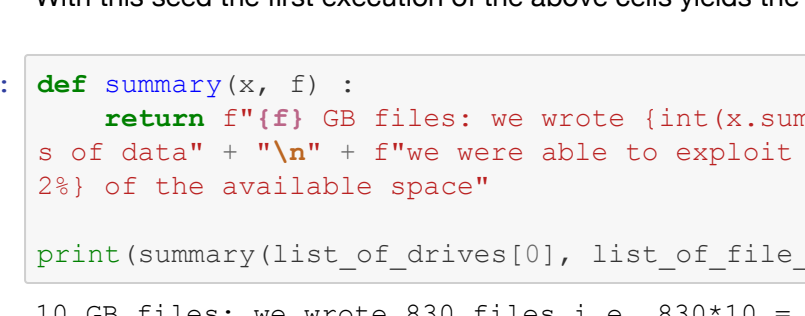 With this seed the first execution of the above cells yields the
: def summary(x, f) :
return f"{f} GB files: we wrote {int(x.sum
s of data" + "\n" + f"we were able to exploit
2%} of the available space"
print(summary(list_of_drives[0], list_of_file_
10 GB files: we wrote 830 files i.e. 830*10 =